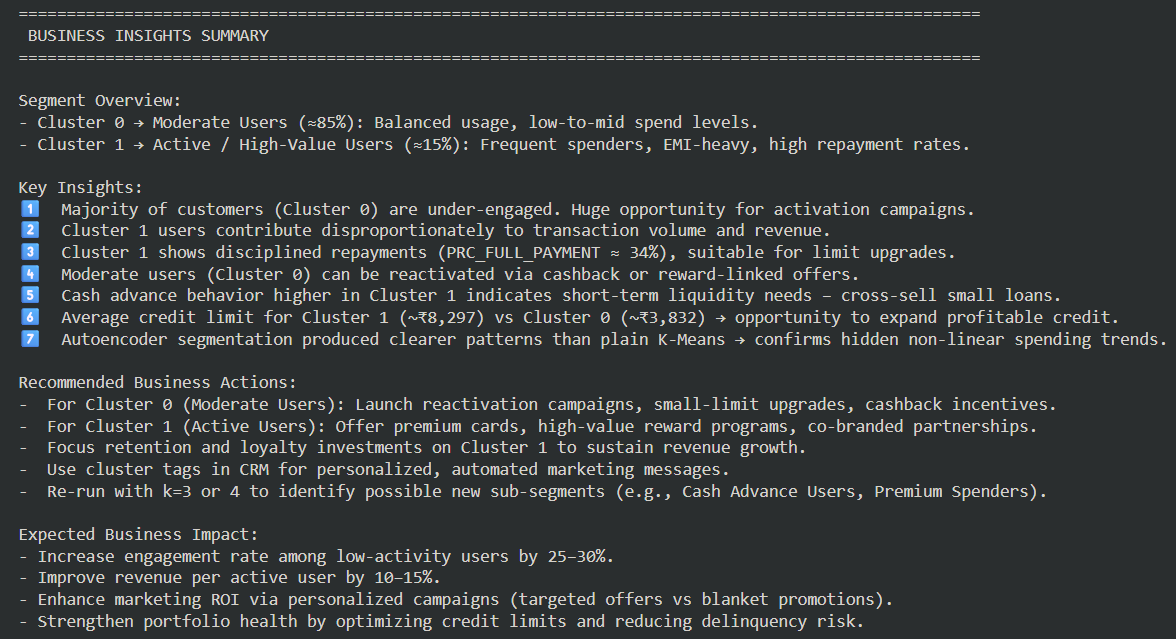 ====================================================================================================
BUSINESS INSIGHTS SUMMARY
====================================================================================================
Segment Overview:
- Cluster 0 → Moderate Users (≈85%): Balanced usage, low-to-mid spend levels.
- Cluster 1 → Active / High-Value Users (≈15%): Frequent spenders, EMI-heavy, high repayment rates.
Key Insights:
1️⃣ Majority of customers (Cluster 0) are under-engaged. Huge opportunity for activation campaigns.
2️⃣ Cluster 1 users contribute disproportionately to transaction volume and revenue.
3️⃣ Cluster 1 shows disciplined repayments (PRC_FULL_PAYMENT ≈ 34%), suitable for limit upgrades.
4️⃣ Moderate users (Cluster 0) can be reactivated via cashback or reward-linked offers.
5️⃣ Cash advance behavior higher in Cluster 1 indicates short-term liquidity needs – cross-sell small loans.
6️⃣ Average credit limit for Cluster 1 (~₹8,297) vs Cluster 0 (~₹3,832) → opportunity to expand profitable credit.
7️⃣ Autoencoder segmentation produced clearer patterns than plain K-Means → confirms hidden non-linear spending trends.
Recommended Business Actions:
- For Cluster 0 (Moderate Users): Launch reactivation campaigns, small-limit upgrades, cashback incentives.
- For Cluster 1 (Active Users): Offer premium cards, high-value reward programs, co-branded partnerships.
- Focus retention and loyalty investments on Cluster 1 to sustain revenue growth.
- Use cluster tags in CRM for personalized, automated marketing messages.
- Re-run with k=3 or 4 to identify possible new sub-segments (e.g., Cash Advance Users, Premium Spenders).
Expected Business Impact:
- Increase engagement rate among low-activity users by 25–30%.
- Improve revenue per active user by 10–15%.
- Enhance marketing ROI via personalized campaigns (targeted offers vs blanket promotions).
- Strengthen portfolio health by optimizing credit limits and reducing delinquency risk.